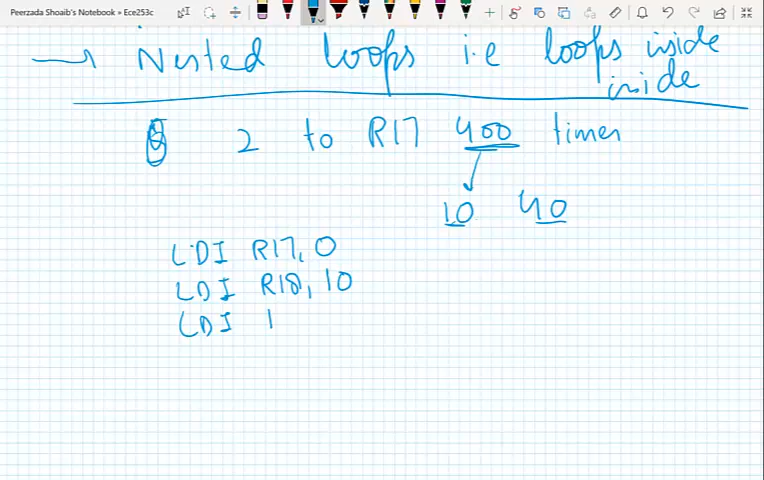 Peerzada Shoaib's Notebook » Ece253c
Nested loops i.e loops inside
inside
2 to R17 400 times
10 40
LDI R17, 0
LDI R18, 10
LDI